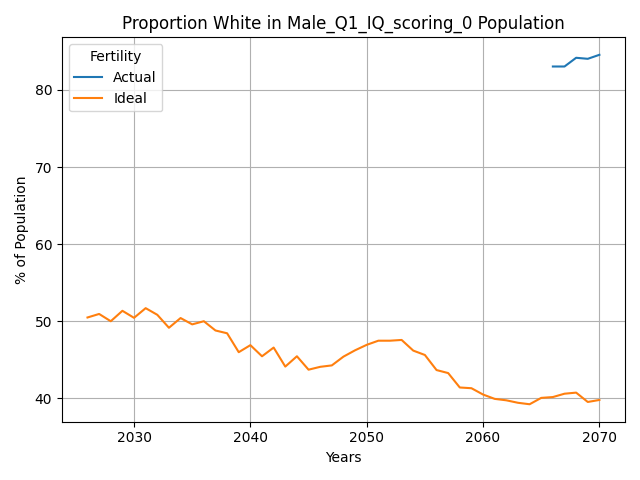 Proportion White in Male_Q1_IQ_scoring_0 Population
Fertility
Actual
Ideal
% of Population
80
70
60
50
40
2030 2040 2050 2060 2070
Years